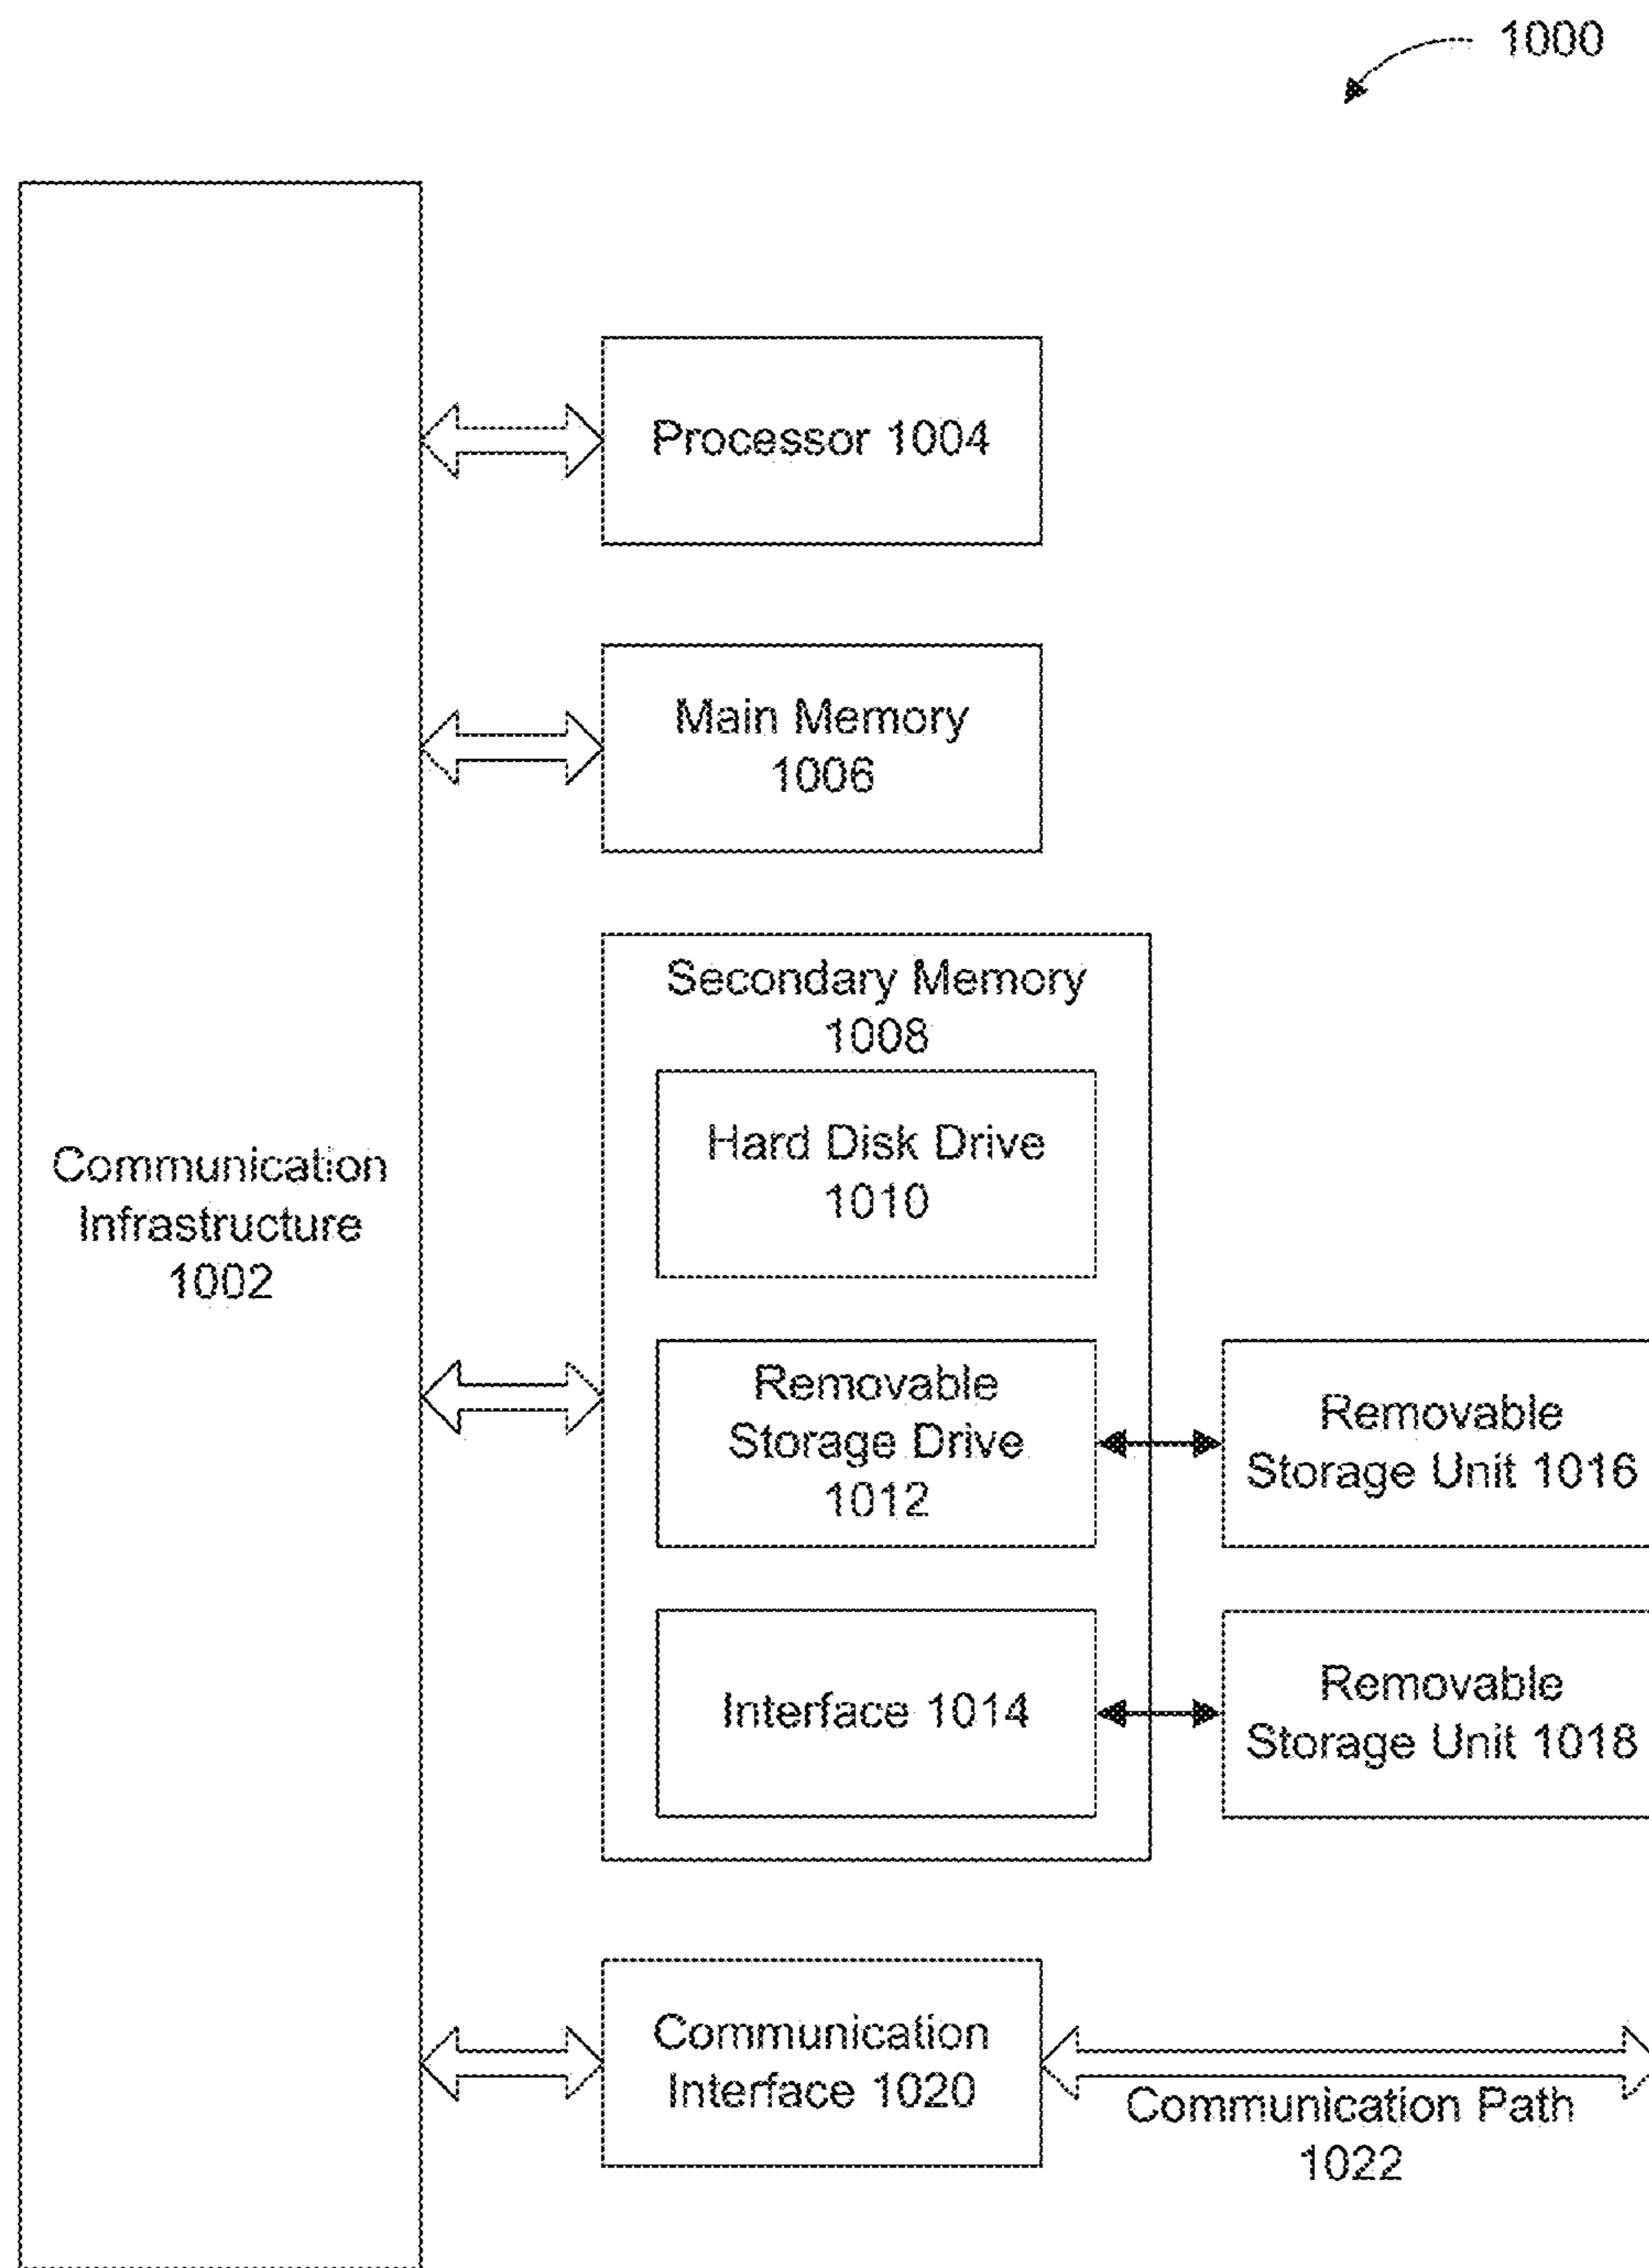 1000
Processor 1004
Main Memory
1006
Secondary Memory
1008
Hard Disk Drive
1010
Communication
Infrastructure
1002
Removable
Storage Drive
1012
Removable
Storage Unit 1016
Interface 1014
Removable
Storage Unit 1018
Communication
Interface 1020
Communication Path
1022